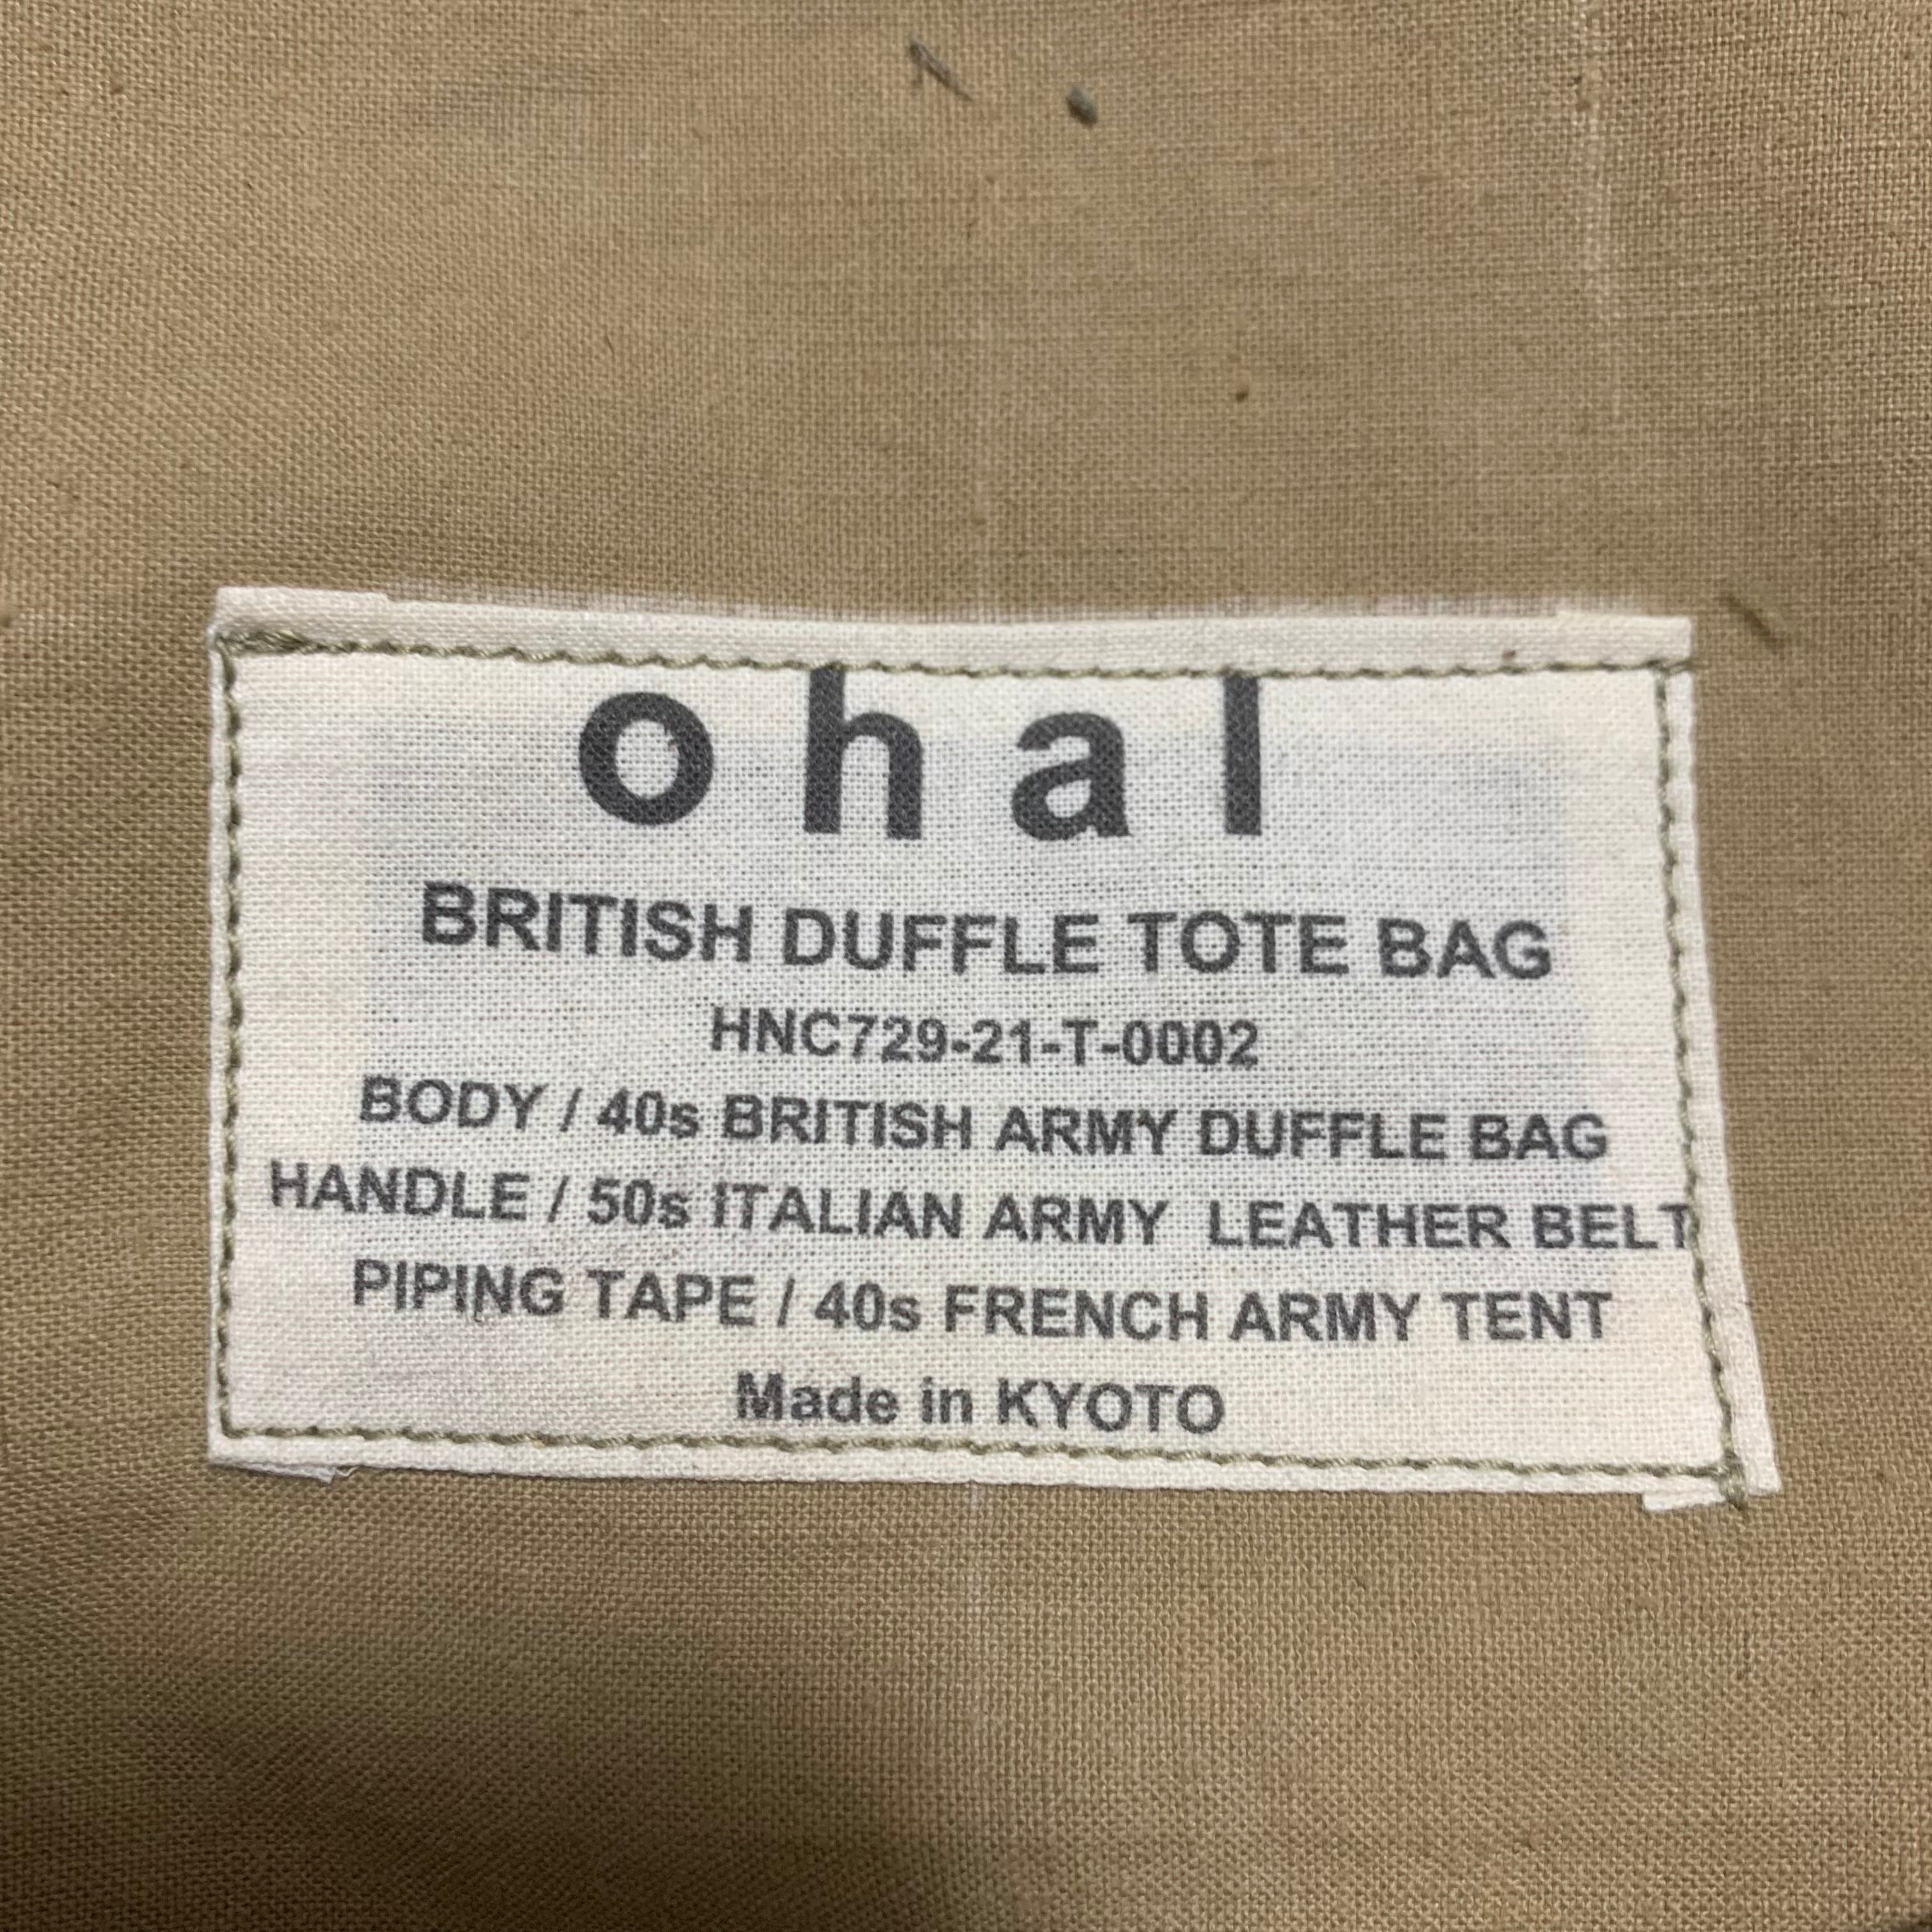 ohal
BRITISH DUFFLE TOTE BAG
HNC729-21-T-0002
BODY / 40s BRITISH ARMY DUFFLE BAG
HANDLE / 50s ITALIAN ARMY LEATHER BELT
PIPING TAPE / 40s FRENCH ARMY TENT
Made in KYOTO